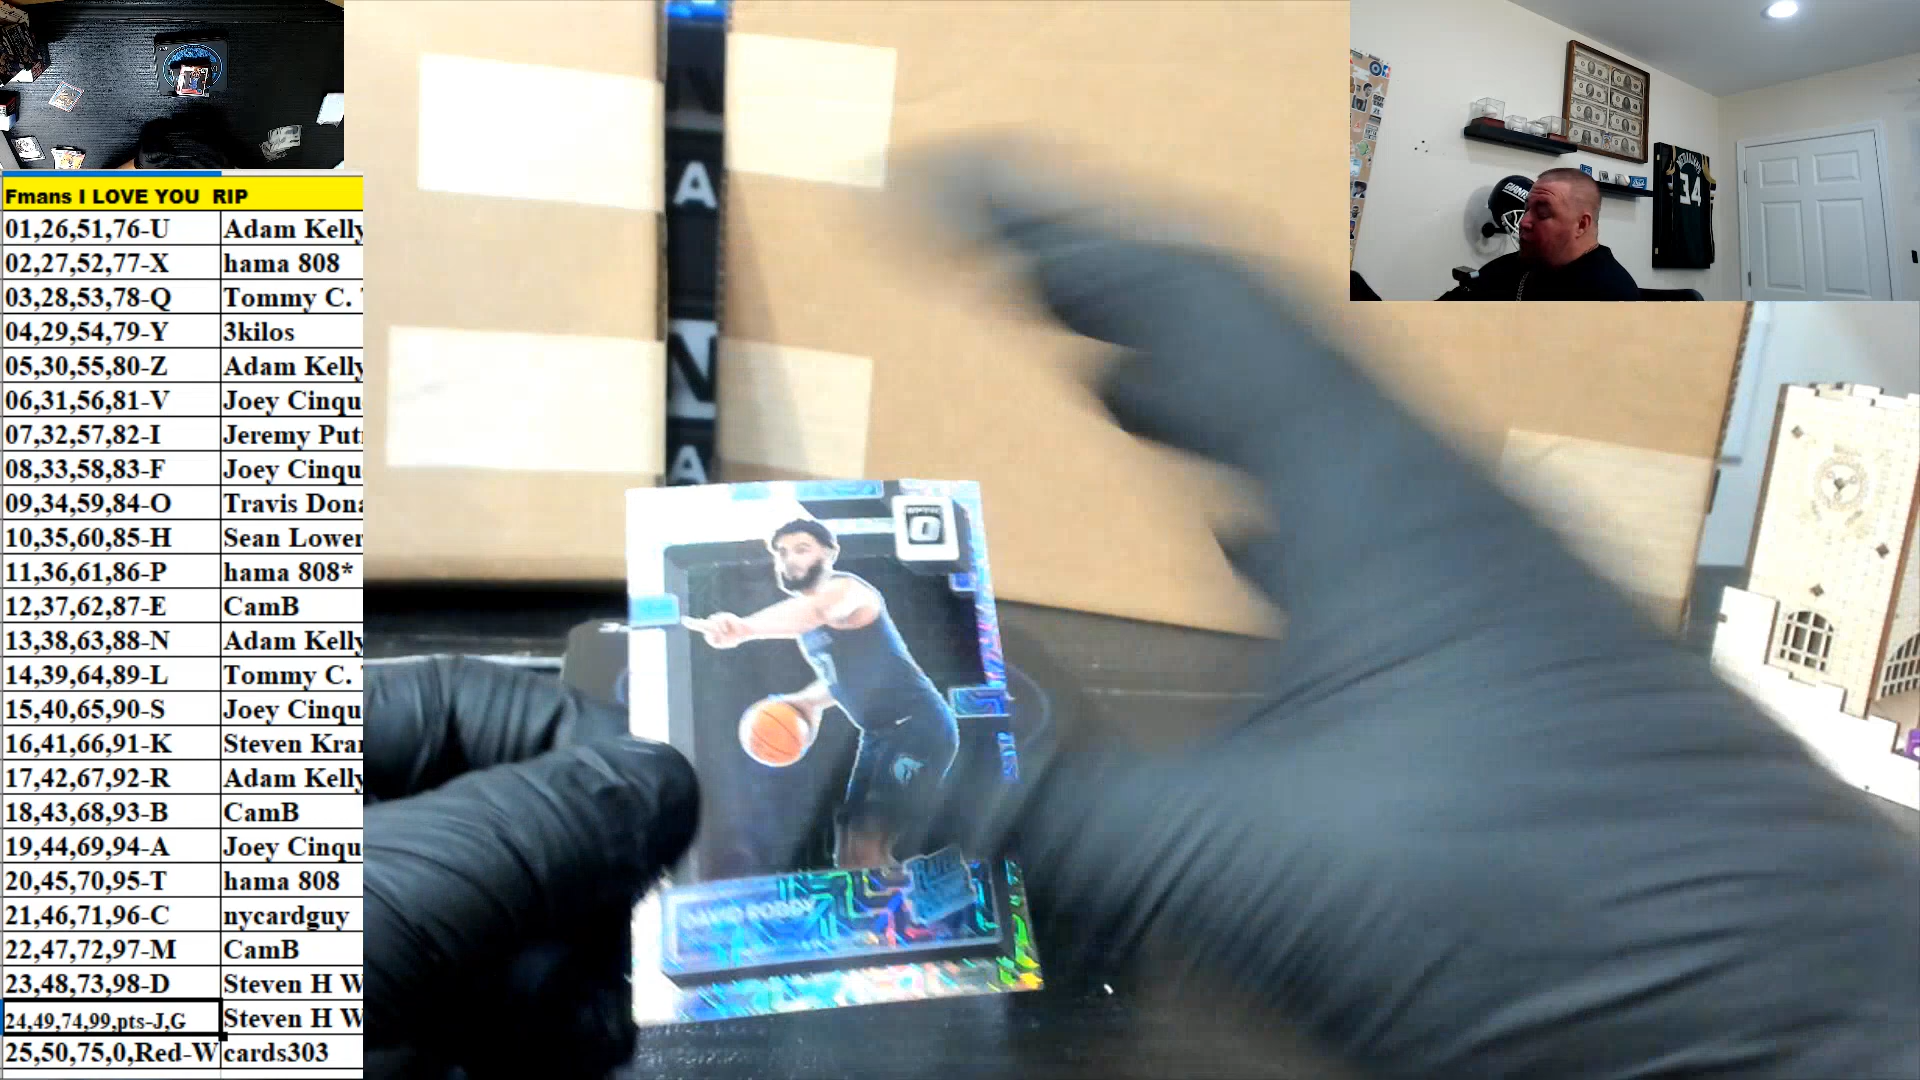 Fmans I LOVE YOU RIP
01,26,51,76-U Adam Kelly
02,27,52,77-X hama 808
03,28,53,78-Q Tommy C.
04,29,54,79-Y 3kilos
05,30,55,80-Z Adam Kelly
06,31,56,81-V Joey Cinqu
07,32,57,82-I Jeremy Put
08,33,58,83-F Joey Cinqu
09,34,59,84-O Travis Dona
10,35,60,85-H Sean Lower
11,36,61,86-P hama 808*
12,37,62,87-E CamB
13,38,63,88-N Adam Kelly
14,39,64,89-L Tommy C.
15,40,65,90-S Joey Cinqu
16,41,66,91-K Steven Kra
17,42,67,92-R Adam Kelly
18,43,68,93-B CamB
19,44,69,94-A Joey Cinqu
20,45,70,95-T hama 808
21,46,71,96-C nycardguy
22,47,72,97-M CamB
23,48,73,98-D Steven H W
24,49,74,99,pts-J,G Steven H W
25,50,75,0,Red-W cards303
A
N
A
OPTIC
O
DAVID RODDY
RATED
GIANTS
34